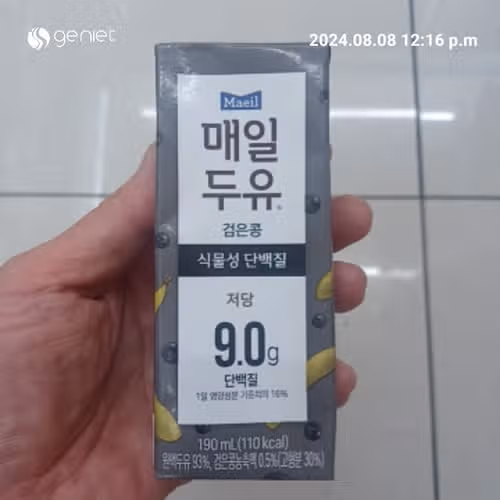 geniet
2024.08.08 12:16 p.m
Maeil
매일
두유
검은콩
식물성 단백질
저당
9.0g
단백질
1일 영양성분 기준치의 16%
190 mL(110 kcal)
원액두유 93%, 검은콩농축액 0.5%(고형분 30%)